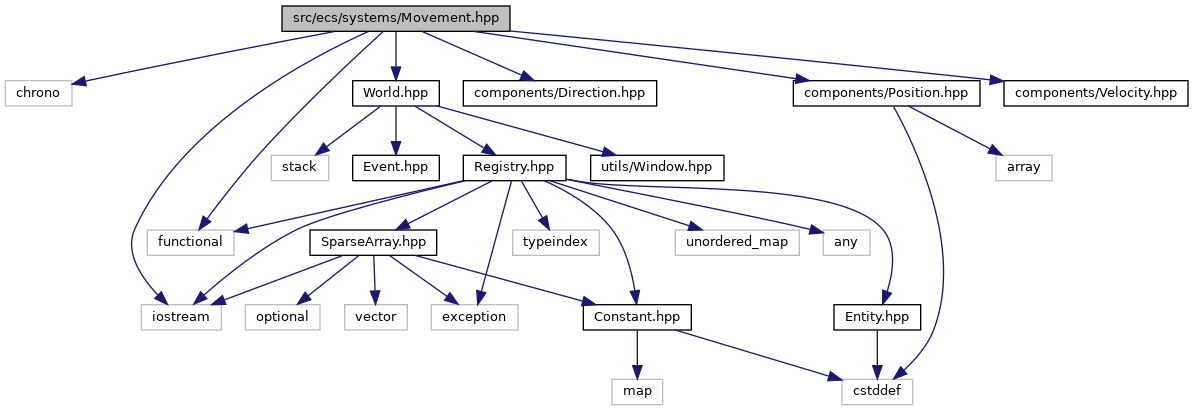 src/ecs/systems/Movement.hpp
chrono
World.hpp
components/Direction.hpp
components/Position.hpp
components/Velocity.hpp
stack
Event.hpp
Registry.hpp
utils/Window.hpp
array
functional
SparseArray.hpp
typeindex
unordered_map
any
iostream
optional
vector
exception
Constant.hpp
Entity.hpp
map
cstddef